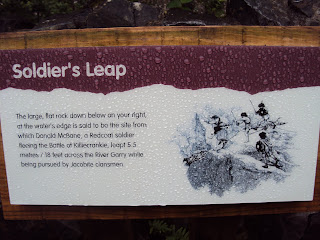 Soldier's Leap
The large, flat rock down below on your right,
at the water's edge is said to be the site from
which Donald McBane, a Redcoat soldier
fleeing the Battle of Killiecrankie, leapt 5.5
metres / 18 feet across the River Garry while
being pursued by Jacobite clansmen.